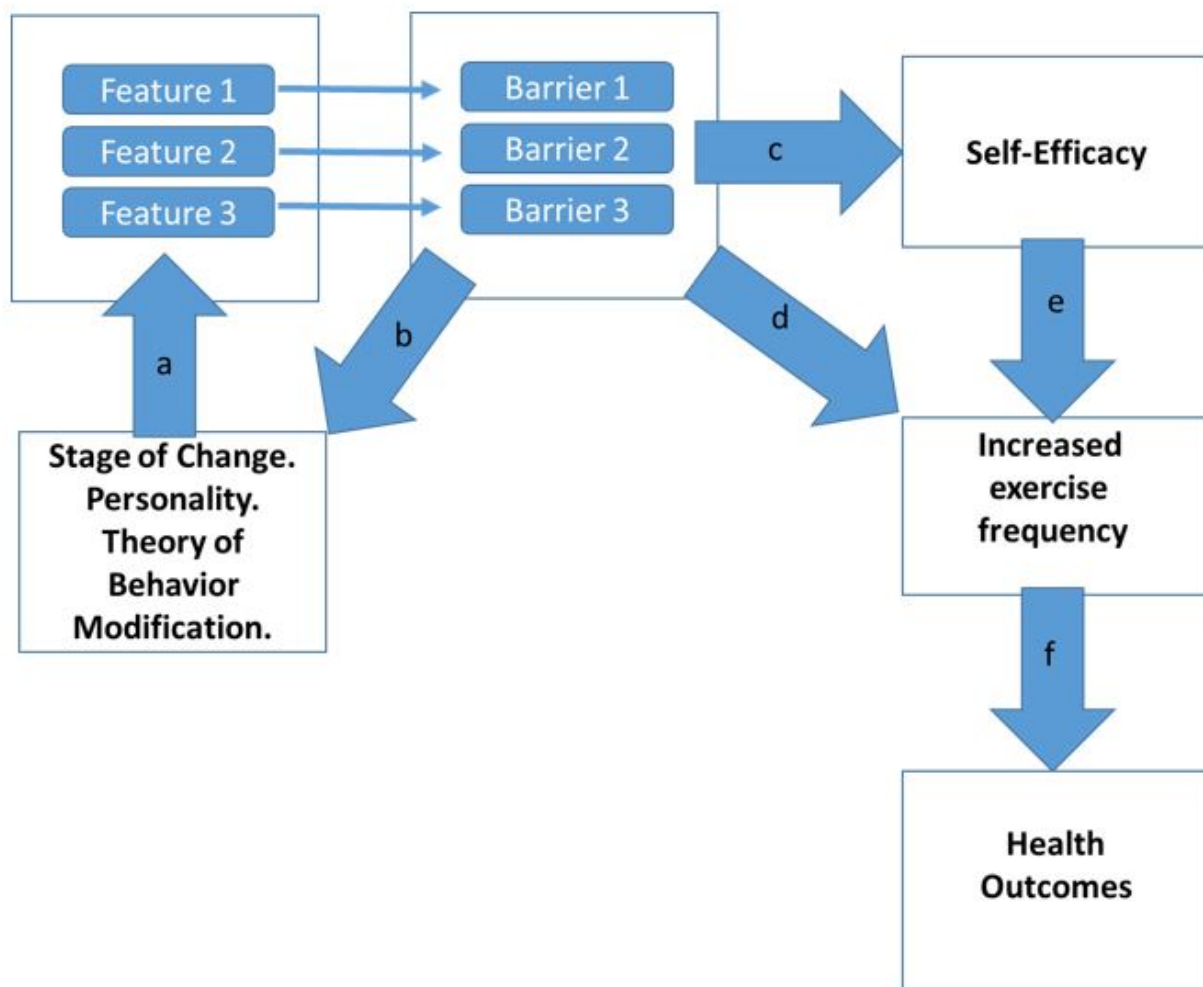 Feature 1
Feature 2
Feature 3
Barrier 1
Barrier 2
Barrier 3
c
Self-Efficacy
a
b
d
e
Stage of Change.
Personality.
Theory of
Behavior
Modification.
Increased
exercise
frequency
f
Health
Outcomes